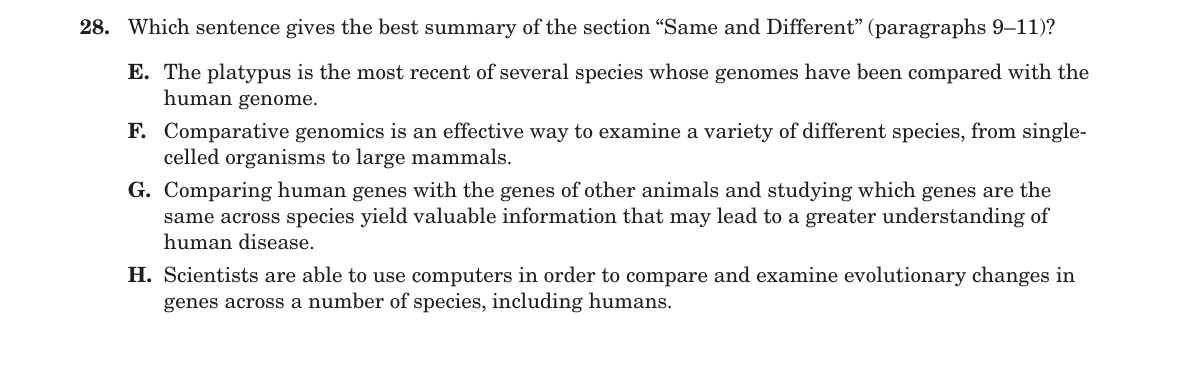 28. Which sentence gives the best summary of the section “Same and Different” (paragraphs 9–11)?
E. The platypus is the most recent of several species whose genomes have been compared with the
human genome.
F. Comparative genomics is an effective way to examine a variety of different species, from single-
celled organisms to large mammals.
G. Comparing human genes with the genes of other animals and studying which genes are the
same across species yield valuable information that may lead to a greater understanding of
human disease.
H. Scientists are able to use computers in order to compare and examine evolutionary changes in
genes across a number of species, including humans.